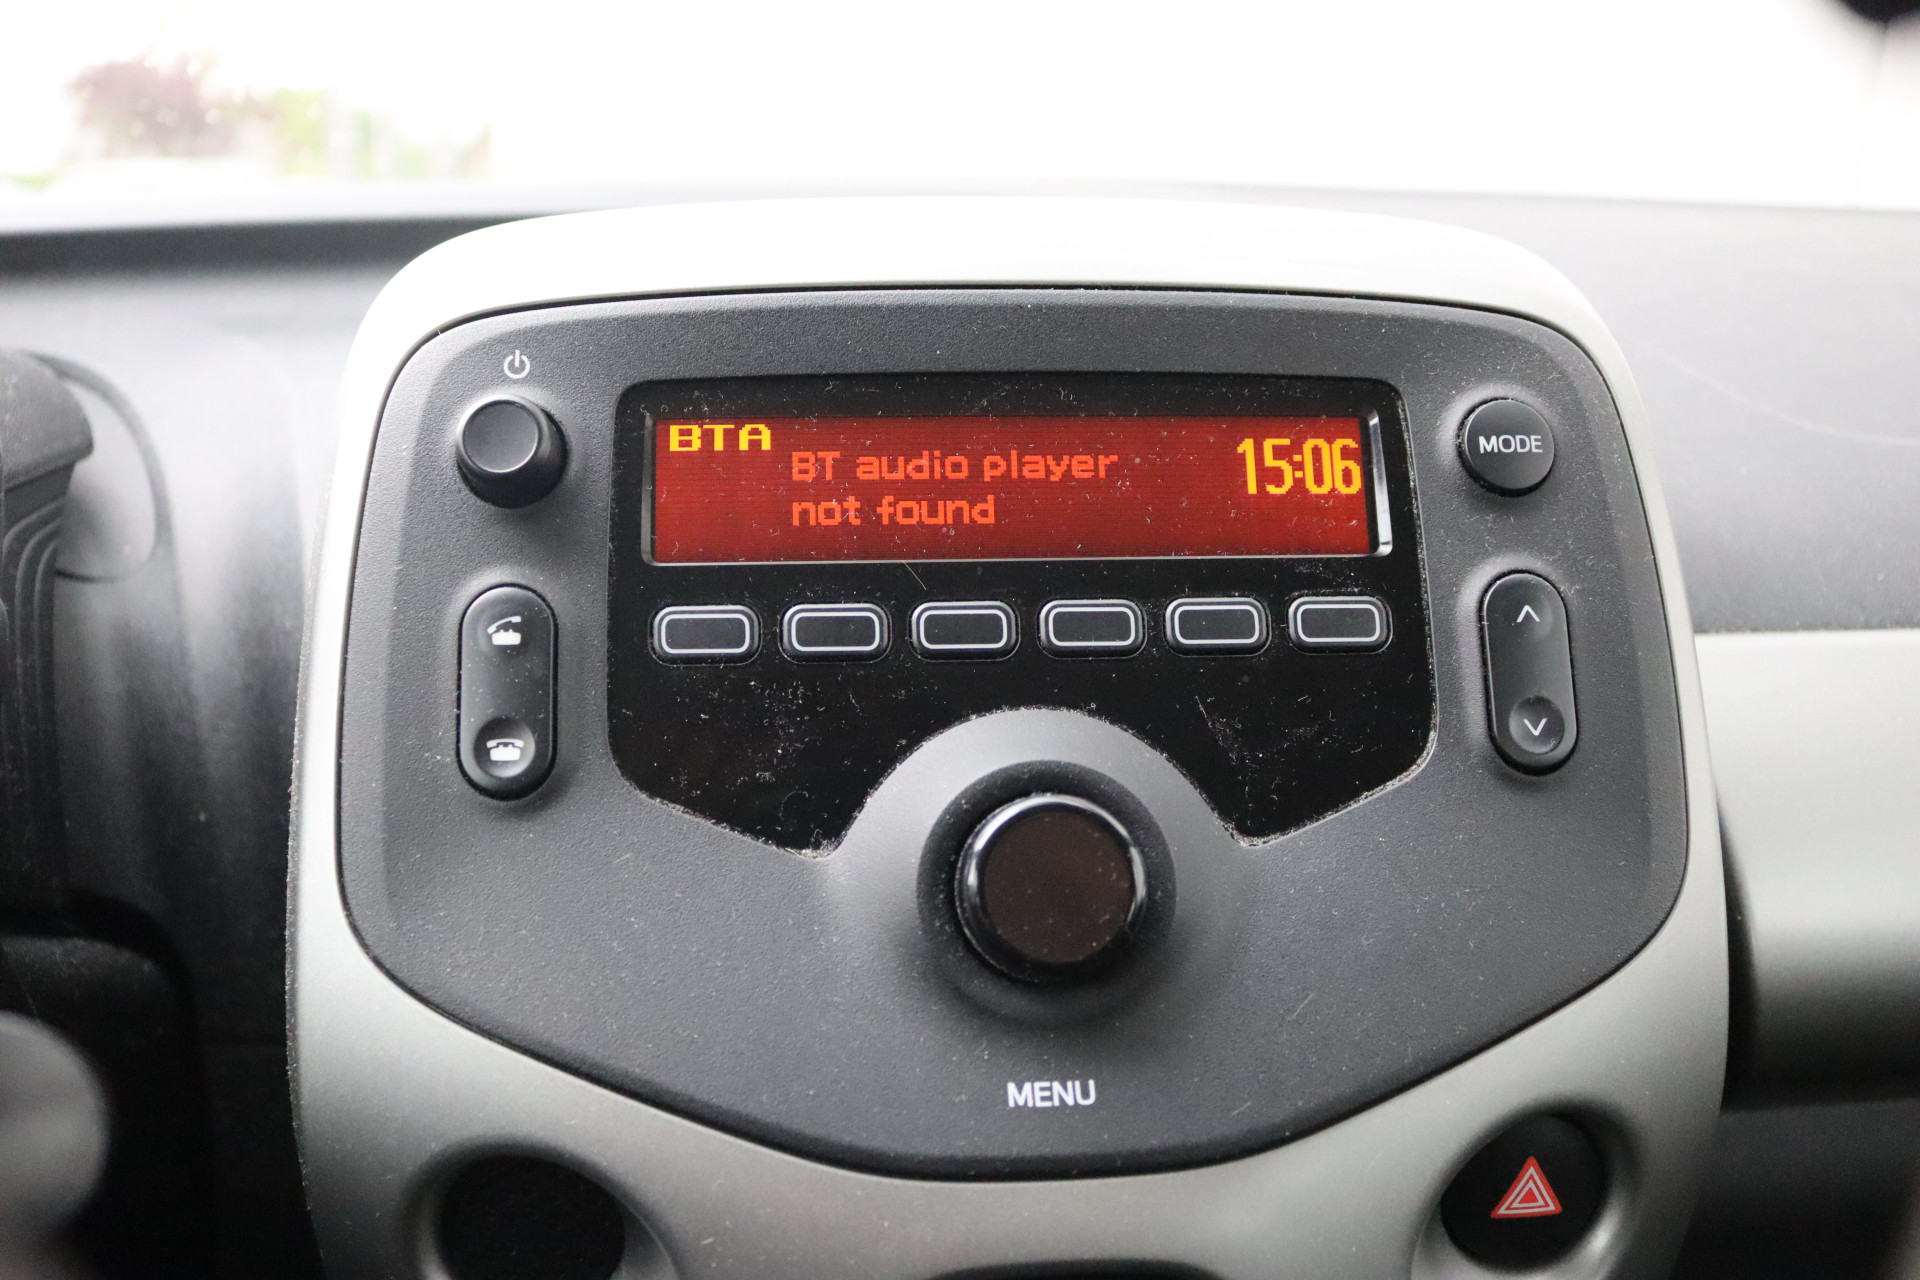 BTA
BT audio player
not found
15:06
MODE
MENU